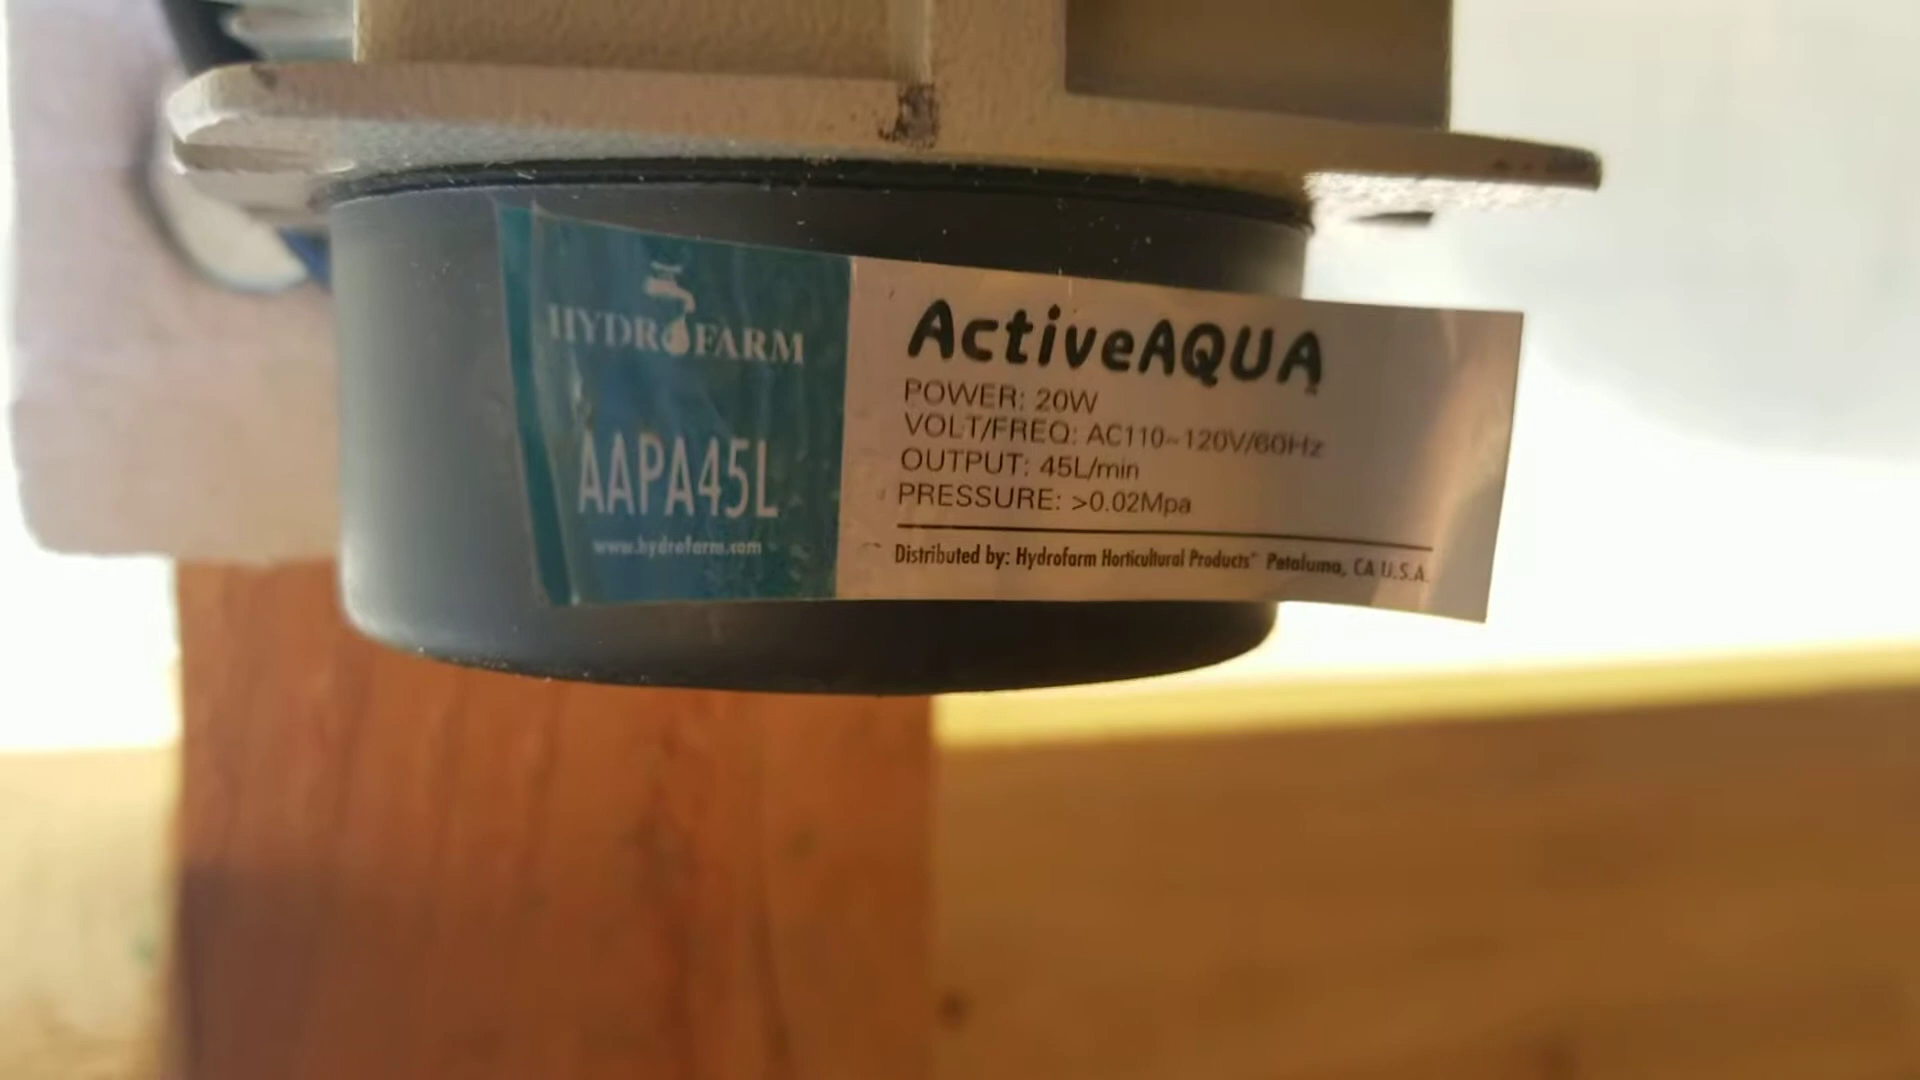 HYDROFARM
AAPA45L
www.hydrofarm.com
ActiveAQUA
POWER: 20W
VOLT/FREQ: AC110~120V/60Hz
OUTPUT: 45L/min
PRESSURE: >0.02Mpa
Distributed by: Hydrofarm Horticultural Products™ Petaluma, CA U.S.A.